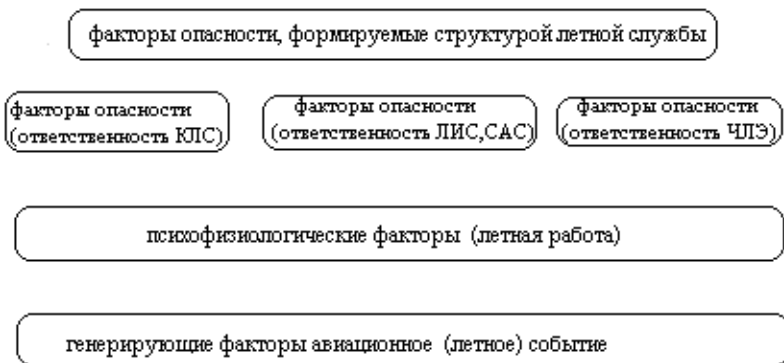 факторы опасности, формируемые структурой летной службы
факторы опасности
(ответственность КЛС)
факторы опасности
(ответственность ЛИС,САС)
факторы опасности
(ответственность ЧЛЭ)
психофизиологические факторы (летная работа)
генерирующие факторы авиационное (летное) событие